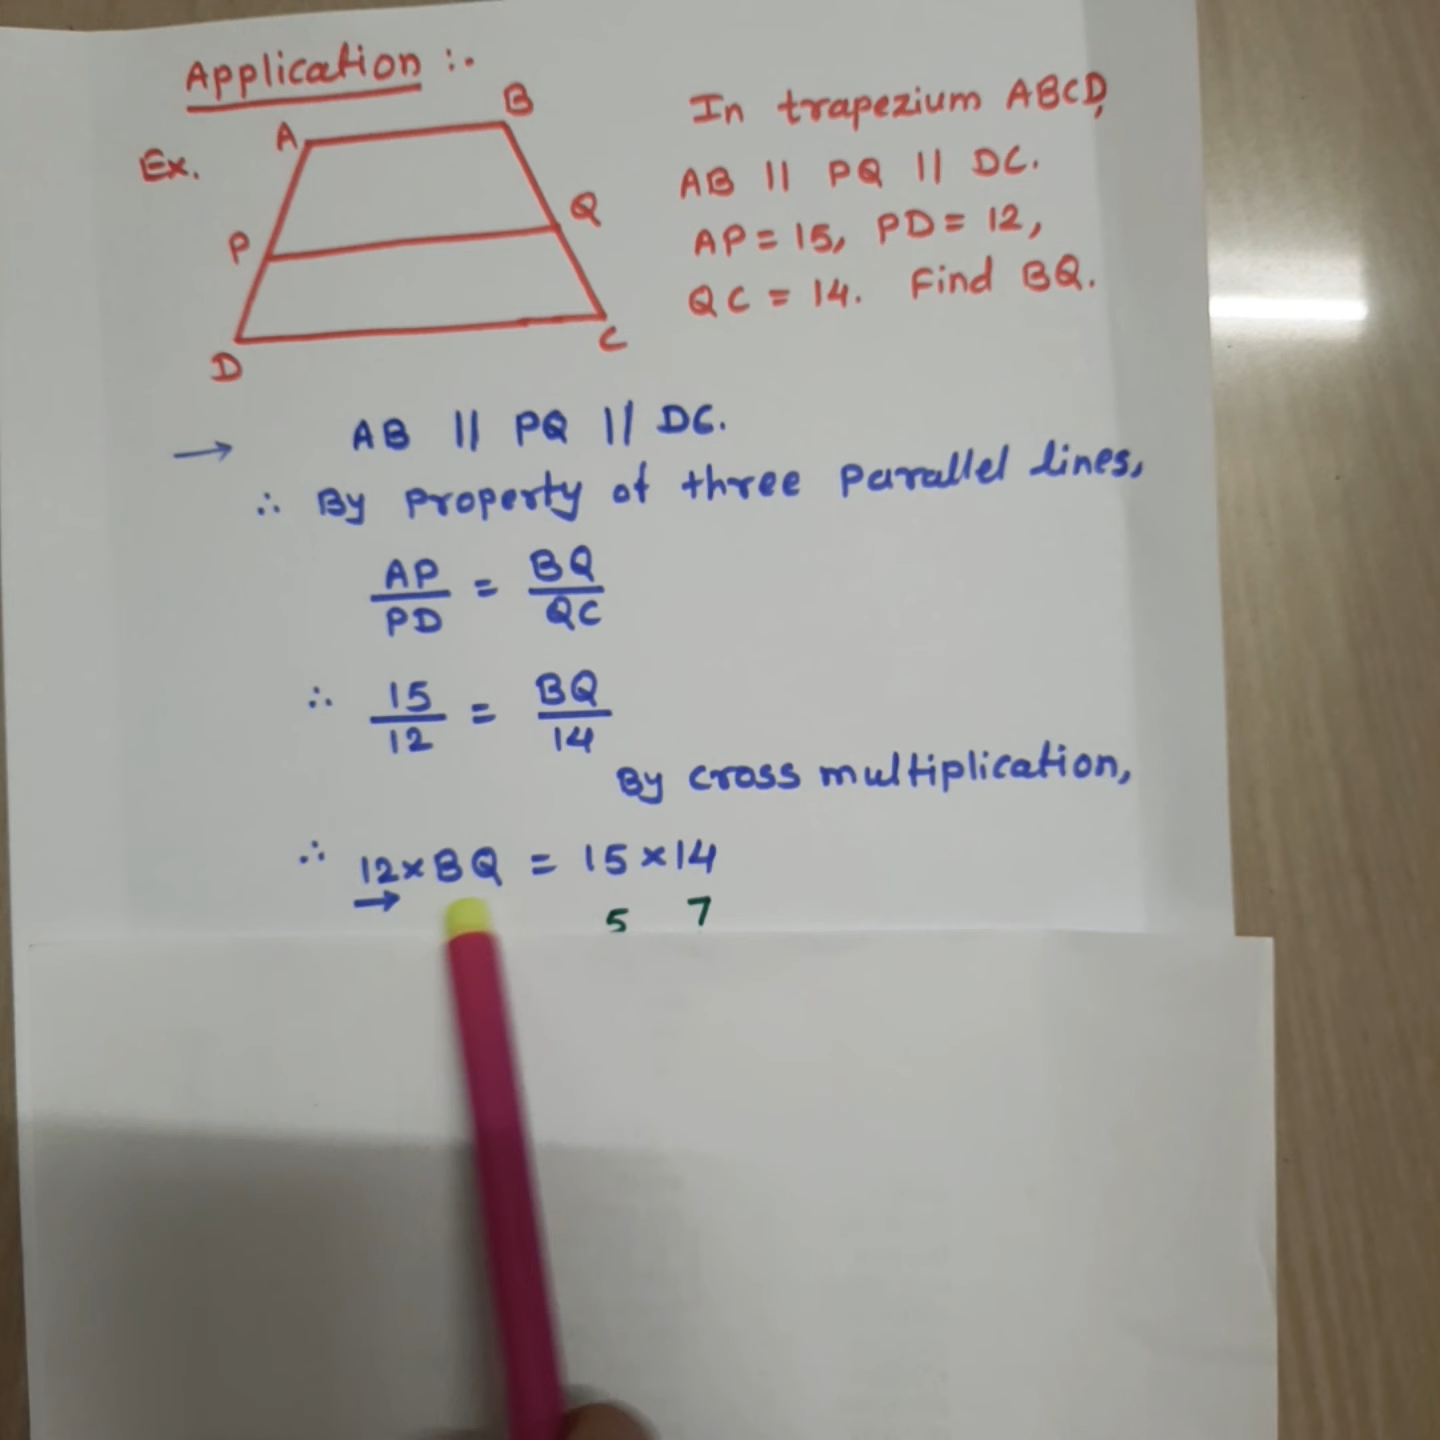 Application :.
Ex.
A
B
P
Q
D
C
In trapezium ABCD,
AB || PQ || DC.
AP = 15, PD = 12,
QC = 14. Find BQ.
→ AB || PQ || DC.
∴ By property of three parallel lines,
AP/PD = BQ/QC
∴ 15/12 = BQ/14
By cross multiplication,
∴ 12 × BQ = 15 × 14
→ 5 7